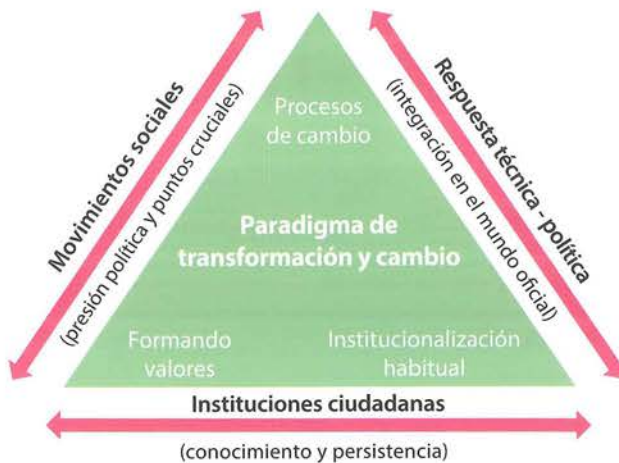 Movimientos sociales
(presión política y puntos cruciales)
Respuesta técnica - política
(integración en el mundo oficial)
Procesos
de cambio
Paradigma de
transformación y cambio
Formando
valores
Institucionalización
habitual
Instituciones ciudadanas
(conocimiento y persistencia)